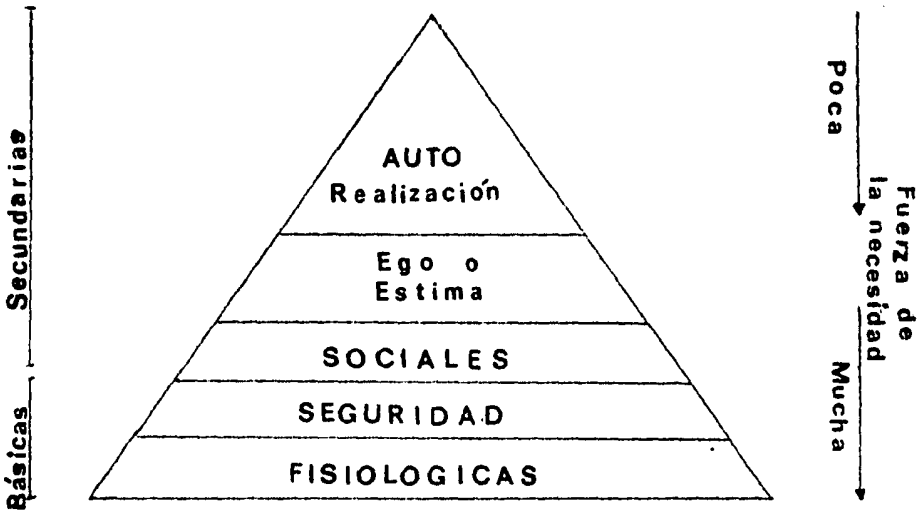 Secundarias
Básicas
AUTO
Realización
Ego o
Estima
SOCIALES
SEGURIDAD
FISIOLOGICAS
Poca
Fuerza de
la necesidad
Mucha